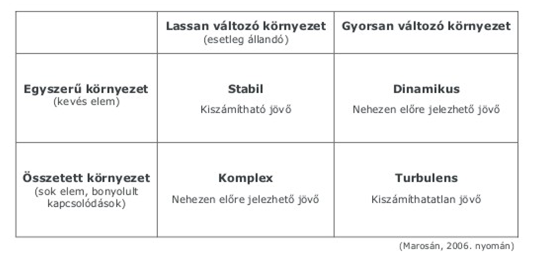 Lassan változó környezet
(esetleg állandó)
Gyorsan változó környezet
Egyszerű környezet
(kevés elem)
Stabil
Kiszámítható jövő
Dinamikus
Nehezen előre jelezhető jövő
Összetett környezet
(sok elem, bonyolult
kapcsolódások)
Komplex
Nehezen előre jelezhető jövő
Turbulens
Kiszámíthatatlan jövő
(Marosán, 2006. nyomán)